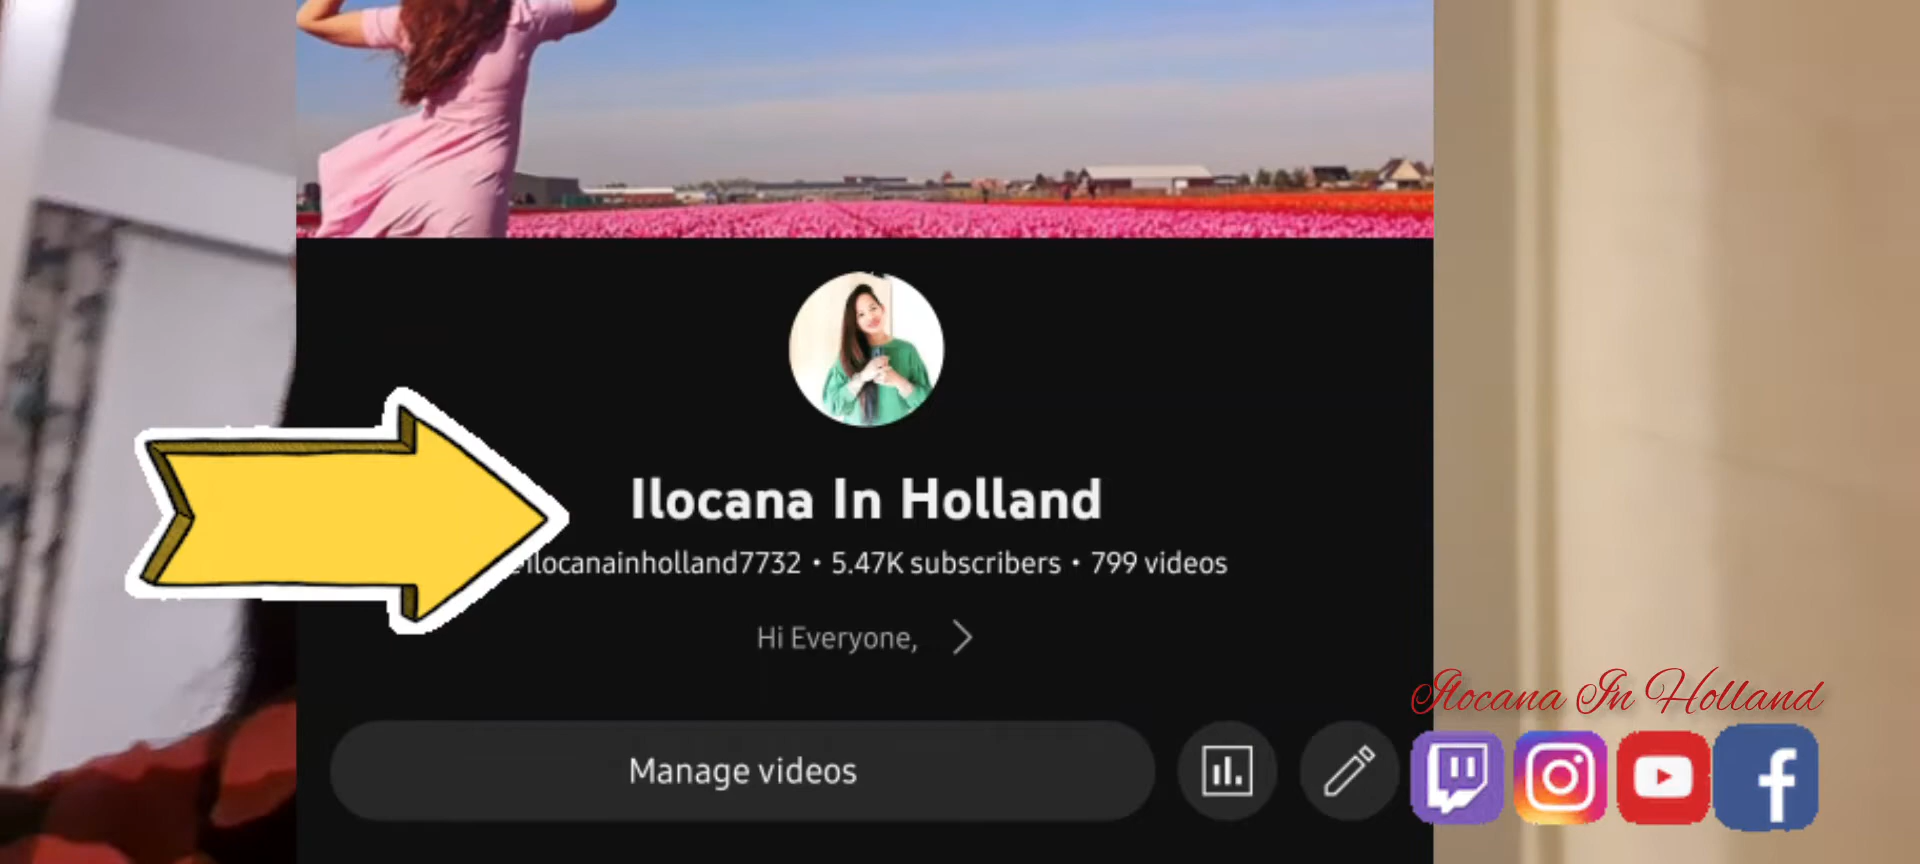 Ilocana In Holland
ilocanainholland7732 • 5.47K subscribers • 799 videos
Hi Everyone,
Manage videos
Ilocana In Holland